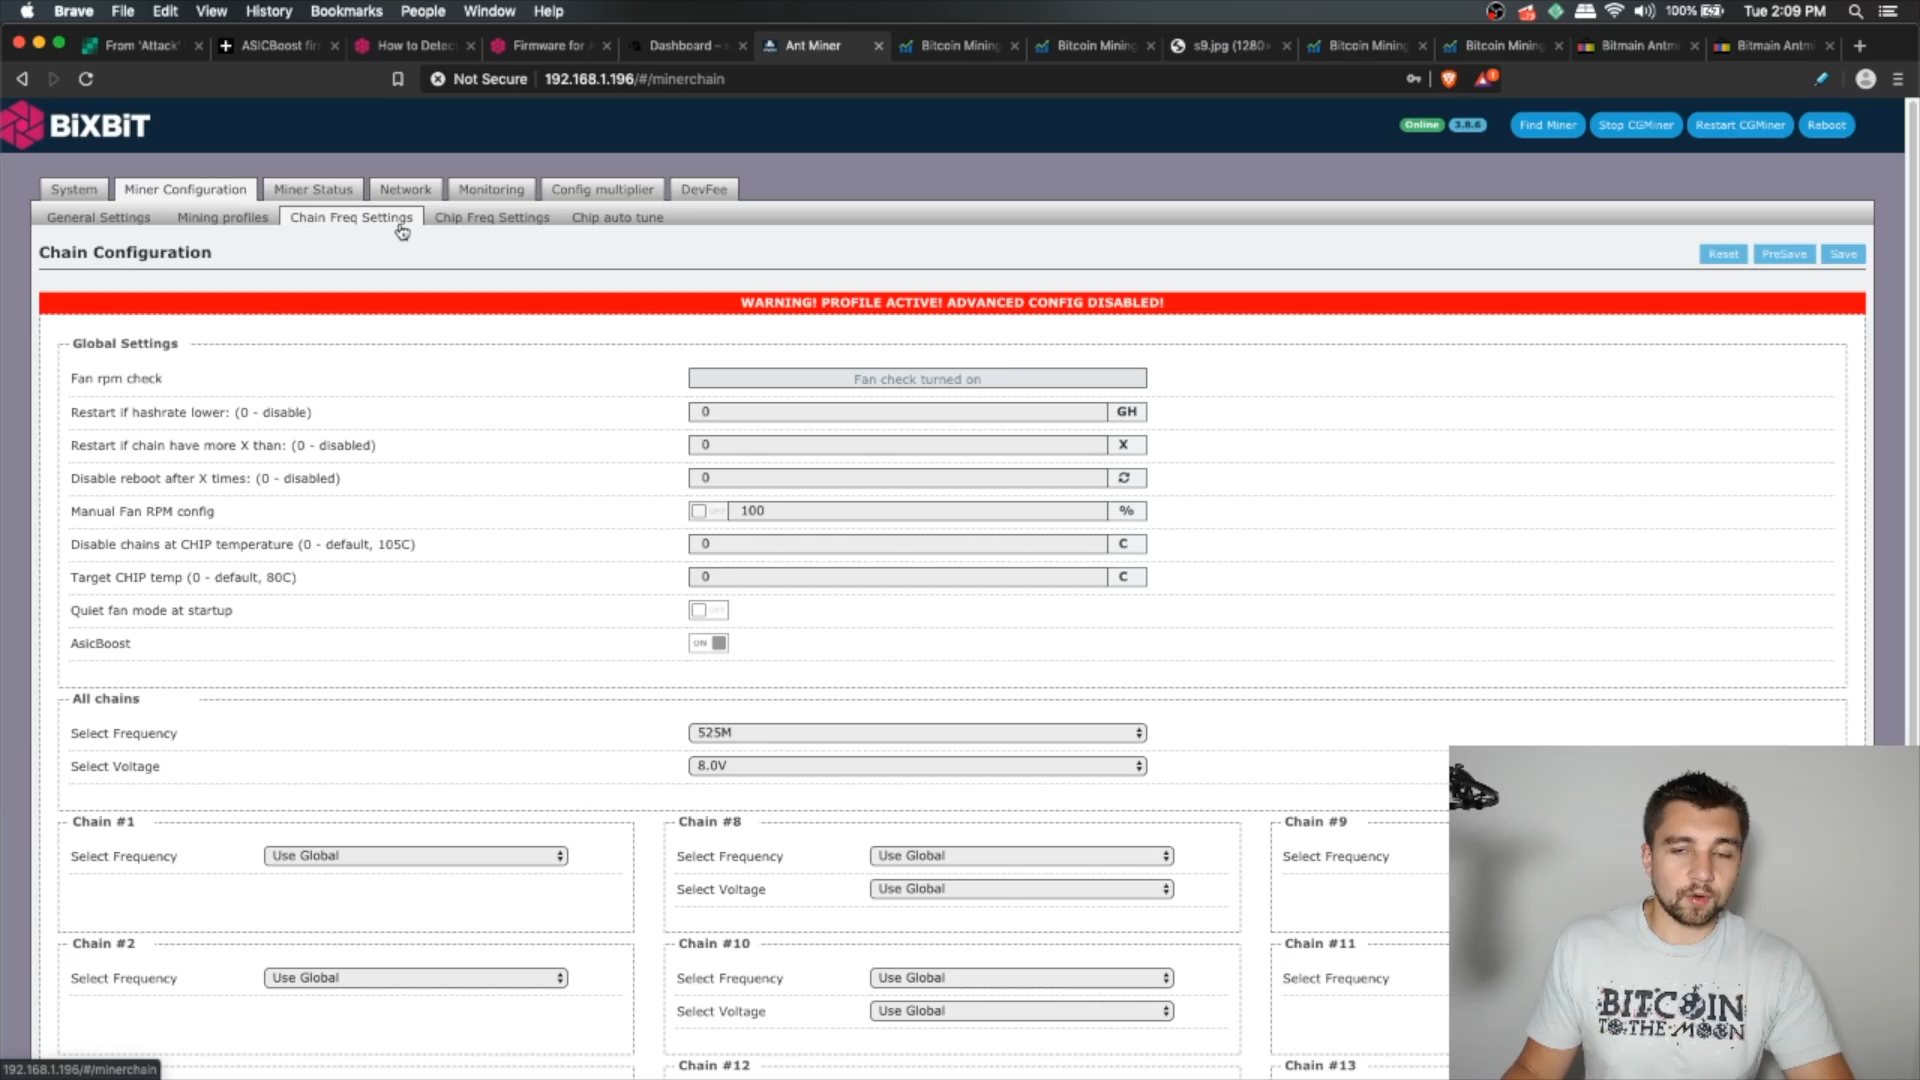 Brave File Edit View History Bookmarks People Window Help 100% Tue 2:09 PM
From 'Attack' ASICBoost fir How to Detec Firmware for Dashboard – Ant Miner Bitcoin Mining Bitcoin Mining s9.jpg (1280 Bitcoin Mining Bitcoin Mining Bitmain Antm Bitmain Antm
Not Secure 192.168.1.196/#/minerchain
BiXBiT Online 3.8.6 Find Miner Stop CGMiner Restart CGMiner Reboot
System Miner Configuration Miner Status Network Monitoring Config multiplier DevFee
General Settings Mining profiles Chain Freq Settings Chip Freq Settings Chip auto tune
Chain Configuration Reset PreSave Save
WARNING! PROFILE ACTIVE! ADVANCED CONFIG DISABLED!
Global Settings
Fan rpm check Fan check turned on
Restart if hashrate lower: (0 - disable) 0 GH
Restart if chain have more X than: (0 - disabled) 0 X
Disable reboot after X times: (0 - disabled) 0
Manual Fan RPM config OFF 100 %
Disable chains at CHIP temperature (0 - default, 105C) 0 C
Target CHIP temp (0 - default, 80C) 0 C
Quiet fan mode at startup OFF
AsicBoost ON
All chains
Select Frequency 525M
Select Voltage 8.0V
Chain #1 Chain #8 Chain #9
Select Frequency Use Global Select Frequency Use Global Select Frequency
Select Voltage Use Global
Chain #2 Chain #10 Chain #11
Select Frequency Use Global Select Frequency Use Global Select Frequency
Select Voltage Use Global
BITCOIN
TO THE MOON
Chain #12 Chain #13
192.168.1.196/#/minerchain